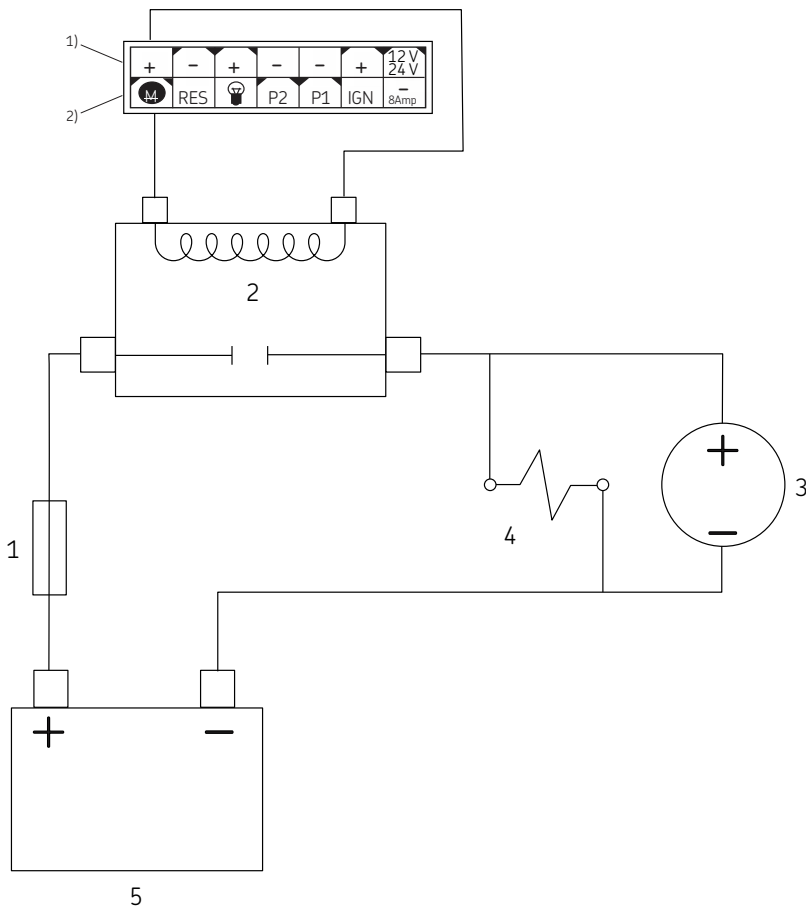 1)
+ − + − − + 12 V
24 V
2)
M RES P2 P1 IGN −
8Amp
2
+
−
3
4
1
+ −
5